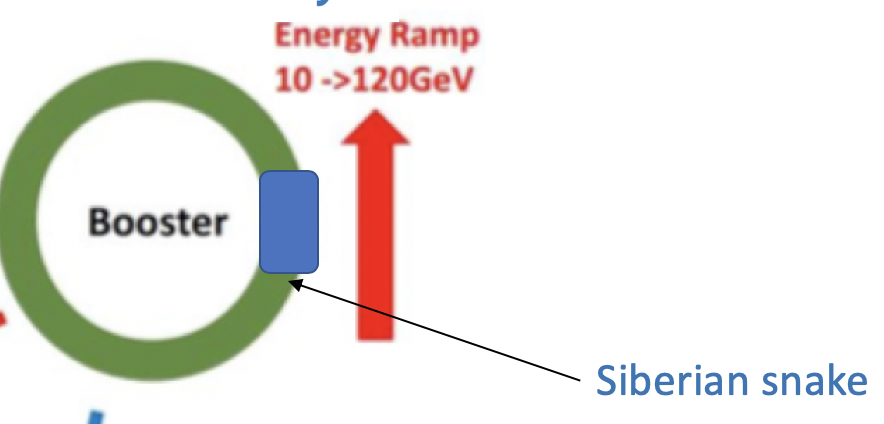 Energy Ramp
10 ->120GeV
Booster
Siberian snake